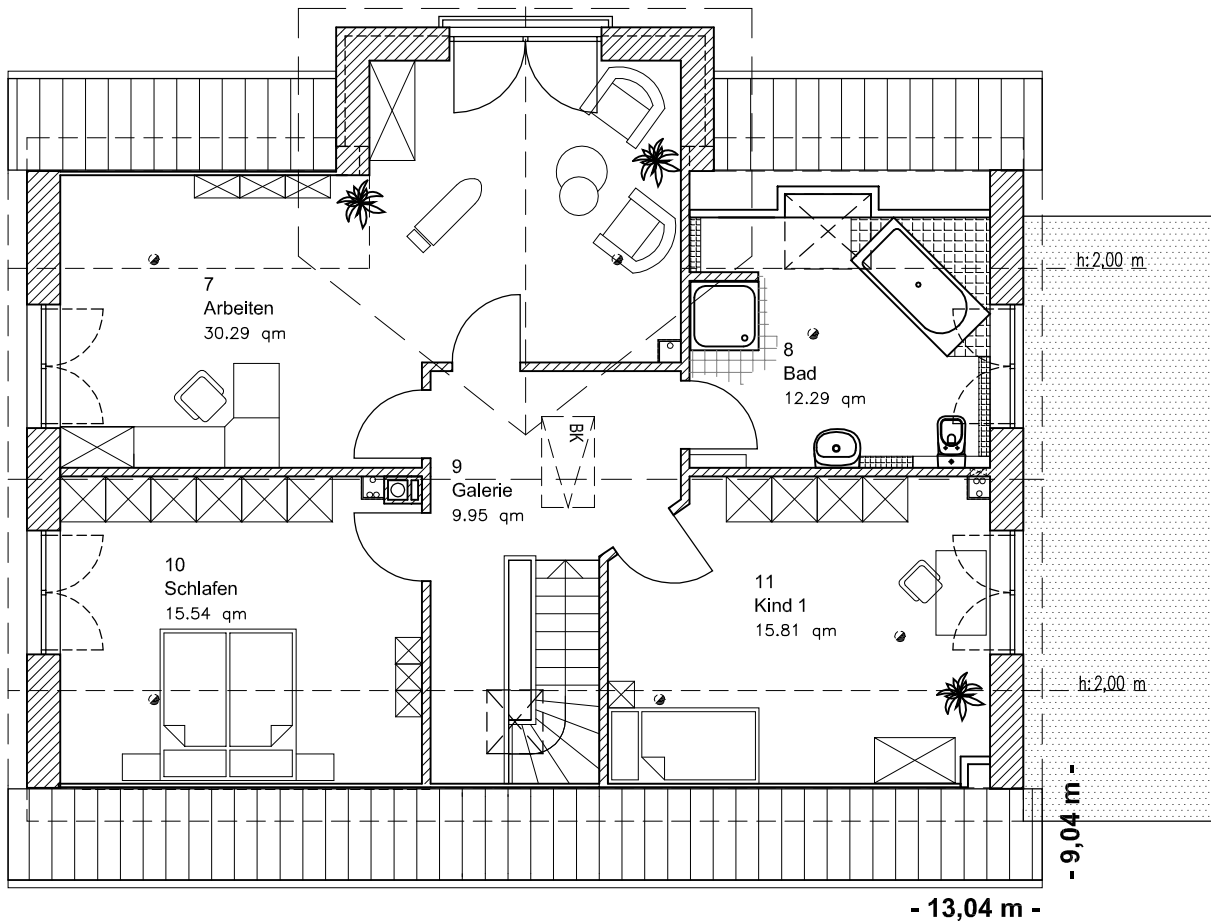 h:2,00 m
7
Arbeiten
30.29 qm
8
Bad
12.29 qm
BK
9
Galerie
9.95 qm
10
Schlafen
15.54 qm
11
Kind 1
15.81 qm
h:2,00 m
- 9,04 m -
- 13,04 m -